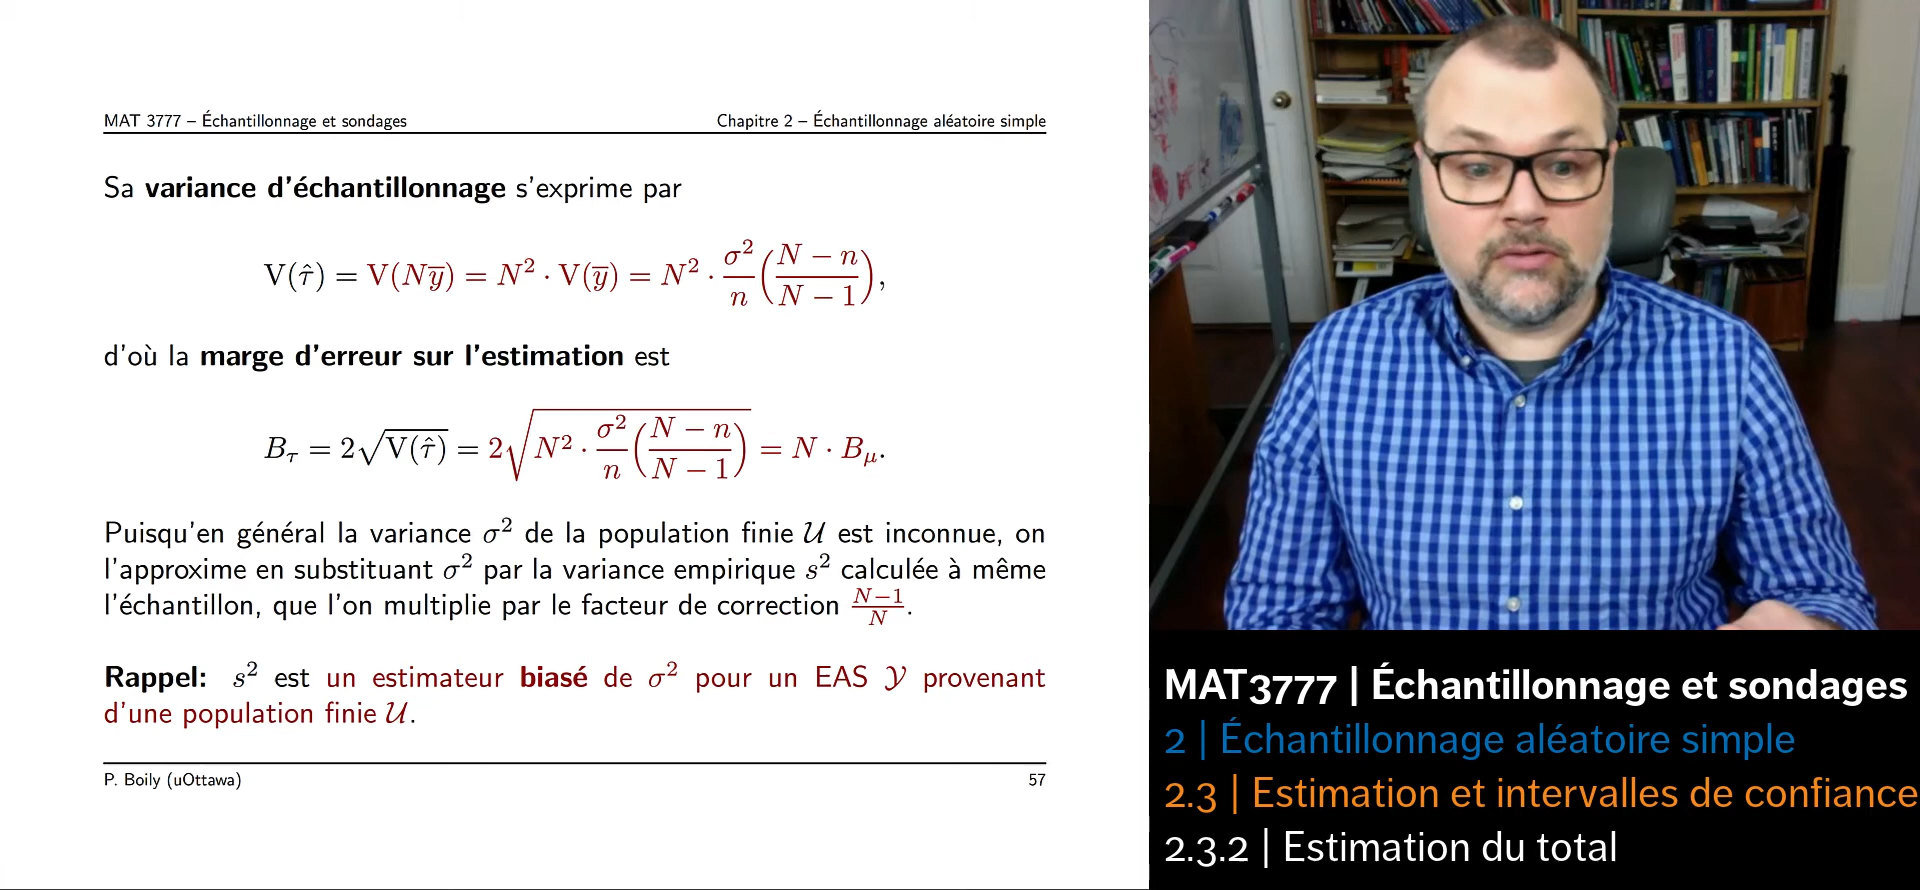 MAT 3777 – Échantillonnage et sondages
Chapitre 2 – Échantillonnage aléatoire simple
Sa variance d'échantillonnage s'exprime par
V(τ̂) = V(Nȳ) = N² · V(ȳ) = N² · σ²/n ((N − n)/(N − 1)),
d'où la marge d'erreur sur l'estimation est
B_τ = 2√V(τ̂) = 2√(N² · σ²/n ((N − n)/(N − 1))) = N · B_μ.
Puisqu'en général la variance σ² de la population finie 𝒰 est inconnue, on
l'approxime en substituant σ² par la variance empirique s² calculée à même
l'échantillon, que l'on multiplie par le facteur de correction (N−1)/N.
Rappel: s² est un estimateur biasé de σ² pour un EAS 𝒴 provenant
d'une population finie 𝒰.
P. Boily (uOttawa)
57
MAT3777 | Échantillonnage et sondages
2 | Échantillonnage aléatoire simple
2.3 | Estimation et intervalles de confiance
2.3.2 | Estimation du total